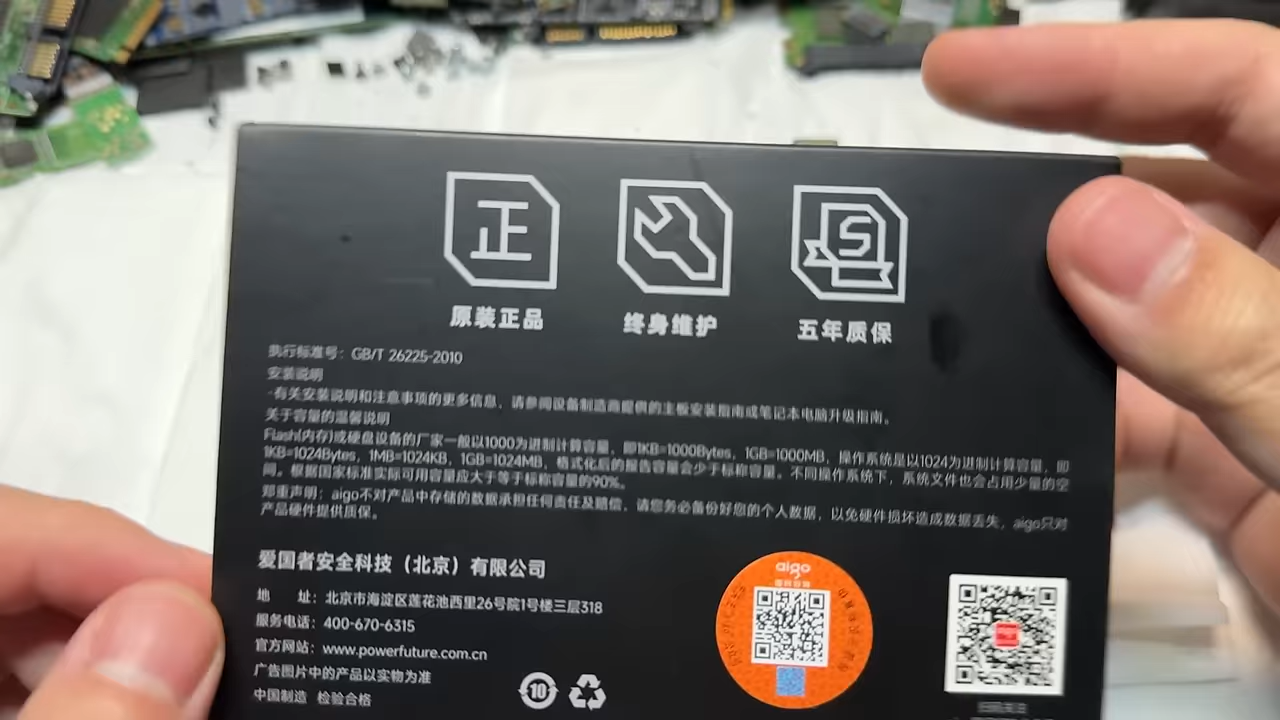 正
S
原装正品 终身维护 五年质保
执行标准号：GB/T 26225-2010
安装说明
·有关安装说明和注意事项的更多信息，请参阅设备制造商提供的主板安装指南或笔记本电脑升级指南。
关于容量的温馨说明
Flash(内存)或硬盘设备的厂家一般以1000为进制计算容量，即1KB=1000Bytes，1GB=1000MB，操作系统是以1024为进制计算容量，即
1KB=1024Bytes，1MB=1024KB，1GB=1024MB，格式化后的报告容量会少于标称容量。不同操作系统下，系统文件也会占用少量的空
间。根据国家标准实际可用容量应大于等于标称容量的90%。
郑重声明：aigo不对产品中存储的数据承担任何责任及赔偿，请您务必备份好您的个人数据，以免硬件损坏造成数据丢失，aigo只对
产品硬件提供质保。
爱国者安全科技（北京）有限公司
地 址：北京市海淀区莲花池西里26号院1号楼三层318
服务电话：400-670-6315
官方网站：www.powerfuture.com.cn
广告图片中的产品以实物为准
中国制造 检验合格
10
aigo